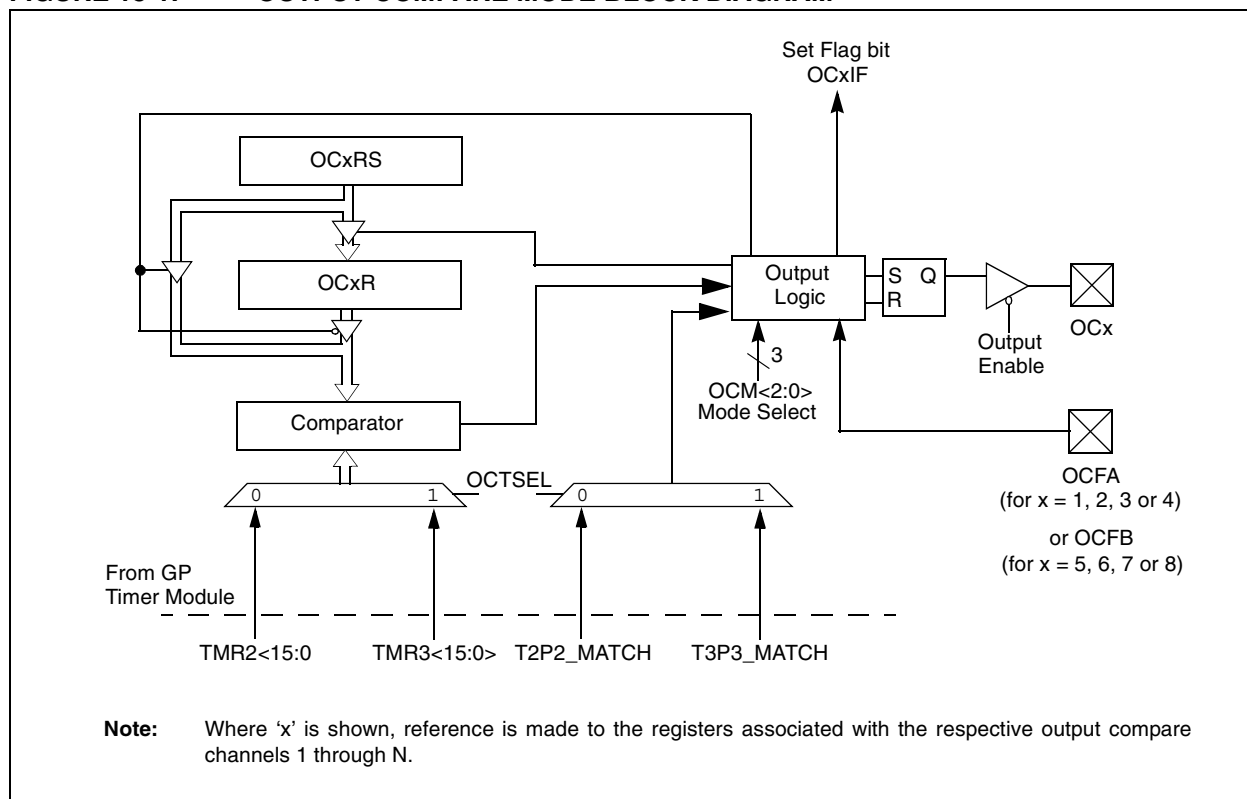 Set Flag bit
OCxIF
OCxRS
OCxR
Output
Logic
S Q
R
OCx
Output
Enable
3
OCM<2:0>
Mode Select
Comparator
OCTSEL
0 1
0 1
OCFA
(for x = 1, 2, 3 or 4)
or OCFB
(for x = 5, 6, 7 or 8)
From GP
Timer Module
TMR2<15:0 TMR3<15:0> T2P2_MATCH T3P3_MATCH
Note: Where ‘x’ is shown, reference is made to the registers associated with the respective output compare
channels 1 through N.